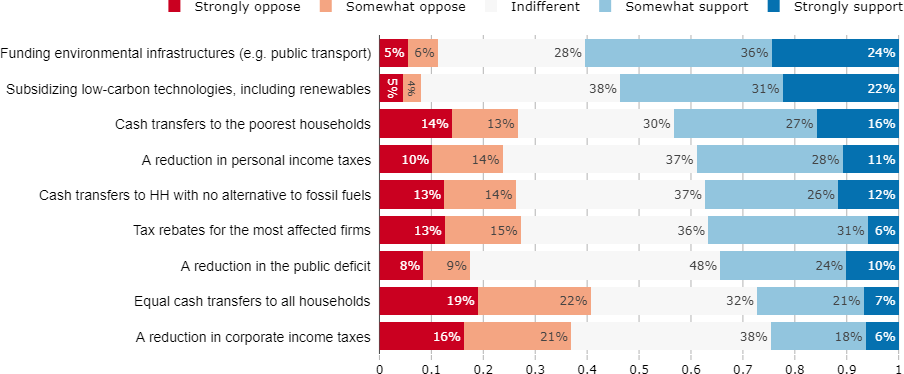 Strongly oppose Somewhat oppose Indifferent Somewhat support Strongly support
Funding environmental infrastructures (e.g. public transport) 5% 6% 28% 36% 24%
Subsidizing low-carbon technologies, including renewables 5% 4% 38% 31% 22%
Cash transfers to the poorest households 14% 13% 30% 27% 16%
A reduction in personal income taxes 10% 14% 37% 28% 11%
Cash transfers to HH with no alternative to fossil fuels 13% 14% 37% 26% 12%
Tax rebates for the most affected firms 13% 15% 36% 31% 6%
A reduction in the public deficit 8% 9% 48% 24% 10%
Equal cash transfers to all households 19% 22% 32% 21% 7%
A reduction in corporate income taxes 16% 21% 38% 18% 6%
0 0.1 0.2 0.3 0.4 0.5 0.6 0.7 0.8 0.9 1